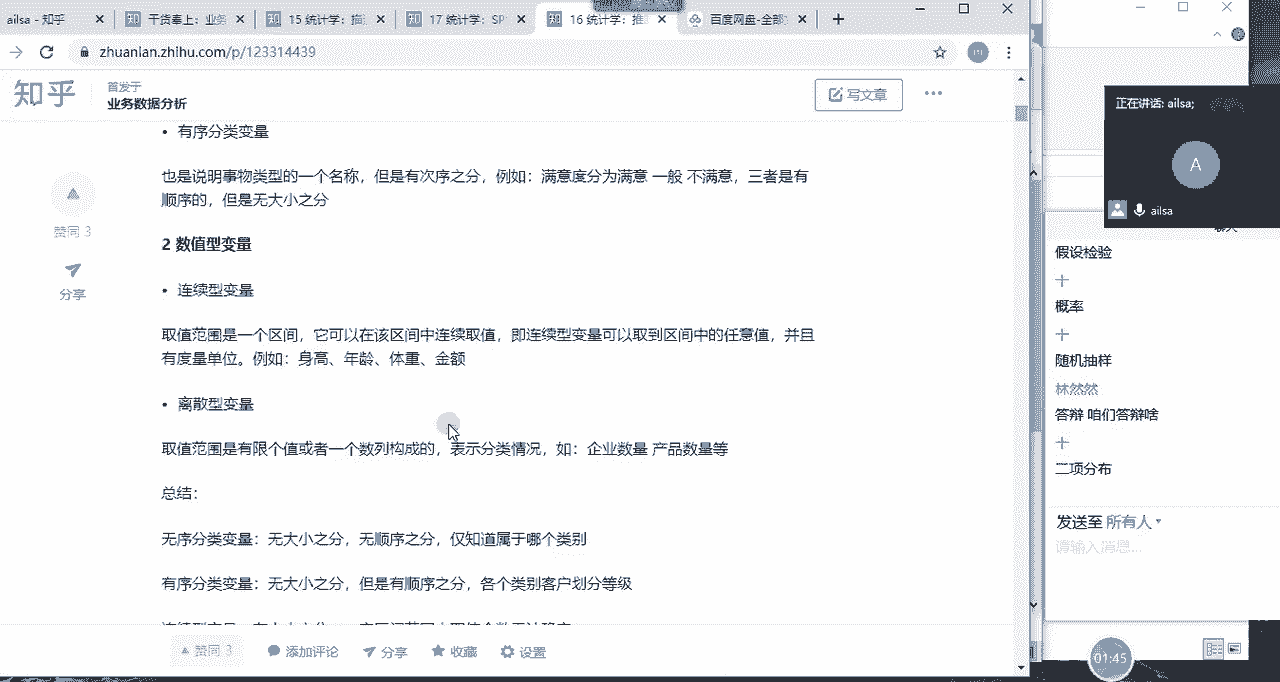 ailsa - 知乎
干货奉上：业务
15 统计学：描
17 统计学：SP
16 统计学：推
百度网盘-全部
zhuanlan.zhihu.com/p/123314439
知乎
首发于
业务数据分析
写文章
• 有序分类变量
也是说明事物类型的一个名称，但是有次序之分，例如：满意度分为满意 一般 不满意，三者是有
顺序的，但是无大小之分
2 数值型变量
• 连续型变量
取值范围是一个区间，它可以在该区间中连续取值，即连续型变量可以取到区间中的任意值，并且
有度量单位。例如：身高、年龄、体重、金额
• 离散型变量
取值范围是有限个值或者一个数列构成的，表示分类情况，如：企业数量 产品数量等
总结：
无序分类变量：无大小之分，无顺序之分，仅知道属于哪个类别
有序分类变量：无大小之分，但是有顺序之分，各个类别客户划分等级
赞同 3
分享
赞同 3
添加评论
分享
收藏
设置
正在讲话: ailsa;
A
ailsa
假设检验
十
概率
十
随机抽样
林然然
答辩 咱们答辩啥
十
二项分布
发送至 所有人
请输入消息...
01:45